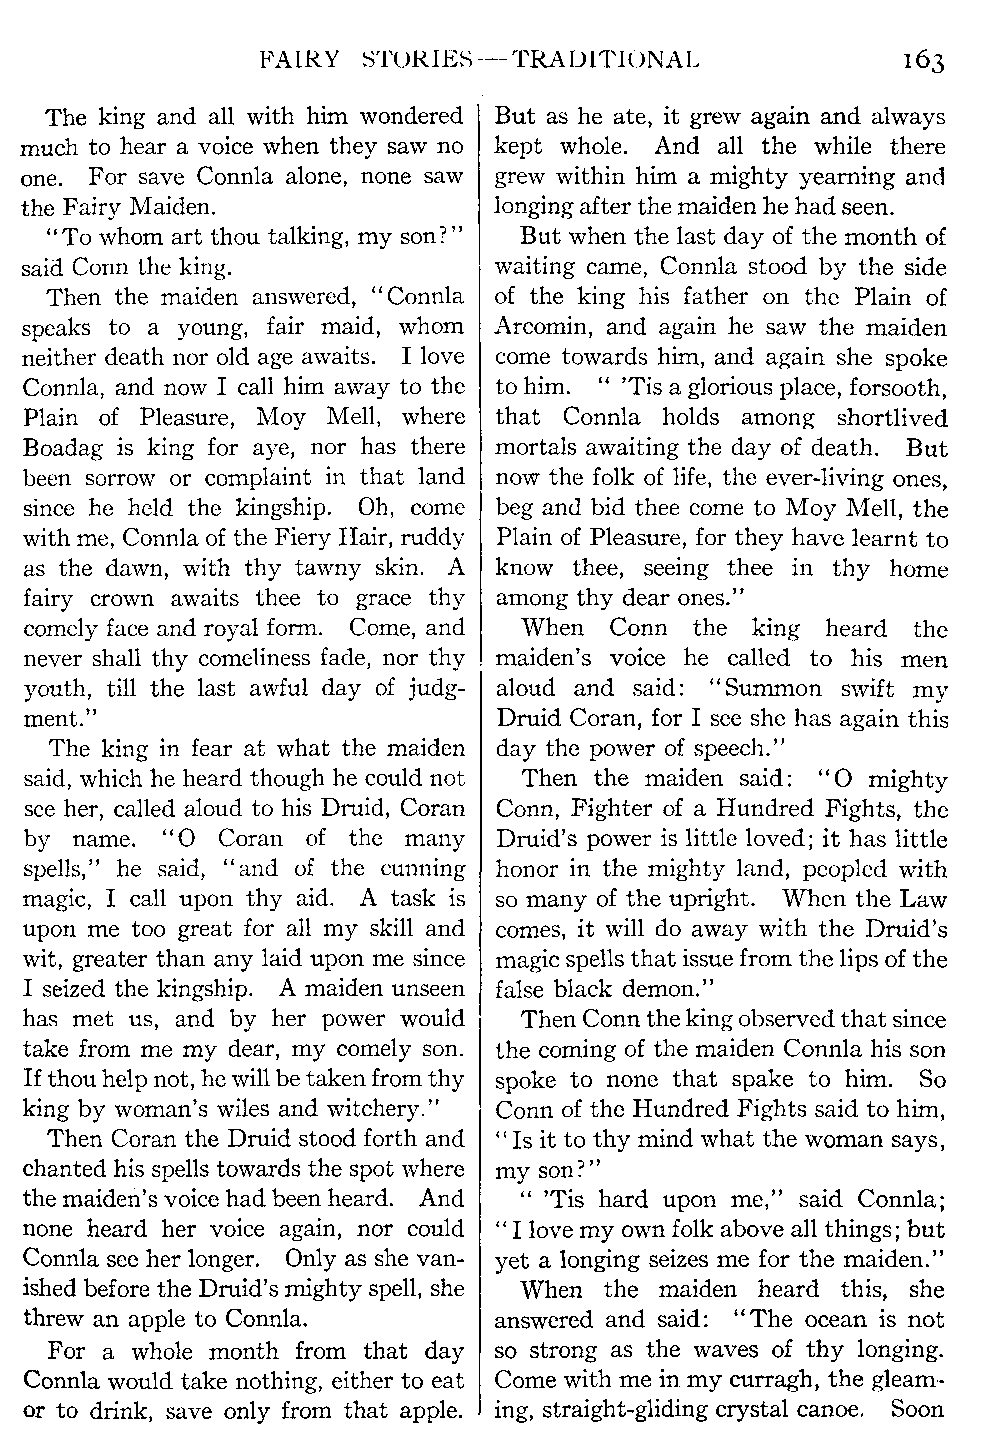 FAIRY STORIES—TRADITIONAL 163
The king and all with him wondered
much to hear a voice when they saw no
one. For save Connla alone, none saw
the Fairy Maiden.
"To whom art thou talking, my son?"
said Conn the king.
Then the maiden answered, "Connla
speaks to a young, fair maid, whom
neither death nor old age awaits. I love
Connla, and now I call him away to the
Plain of Pleasure, Moy Mell, where
Boadag is king for aye, nor has there
been sorrow or complaint in that land
since he held the kingship. Oh, come
with me, Connla of the Fiery Hair, ruddy
as the dawn, with thy tawny skin. A
fairy crown awaits thee to grace thy
comely face and royal form. Come, and
never shall thy comeliness fade, nor thy
youth, till the last awful day of judg-
ment."
The king in fear at what the maiden
said, which he heard though he could not
see her, called aloud to his Druid, Coran
by name. "O Coran of the many
spells," he said, "and of the cunning
magic, I call upon thy aid. A task is
upon me too great for all my skill and
wit, greater than any laid upon me since
I seized the kingship. A maiden unseen
has met us, and by her power would
take from me my dear, my comely son.
If thou help not, he will be taken from thy
king by woman's wiles and witchery."
Then Coran the Druid stood forth and
chanted his spells towards the spot where
the maiden's voice had been heard. And
none heard her voice again, nor could
Connla see her longer. Only as she van-
ished before the Druid's mighty spell, she
threw an apple to Connla.
For a whole month from that day
Connla would take nothing, either to eat
or to drink, save only from that apple.
But as he ate, it grew again and always
kept whole. And all the while there
grew within him a mighty yearning and
longing after the maiden he had seen.
But when the last day of the month of
waiting came, Connla stood by the side
of the king his father on the Plain of
Arcomin, and again he saw the maiden
come towards him, and again she spoke
to him. " 'Tis a glorious place, forsooth,
that Connla holds among shortlived
mortals awaiting the day of death. But
now the folk of life, the ever-living ones,
beg and bid thee come to Moy Mell, the
Plain of Pleasure, for they have learnt to
know thee, seeing thee in thy home
among thy dear ones."
When Conn the king heard the
maiden's voice he called to his men
aloud and said: "Summon swift my
Druid Coran, for I see she has again this
day the power of speech."
Then the maiden said: "O mighty
Conn, Fighter of a Hundred Fights, the
Druid's power is little loved; it has little
honor in the mighty land, peopled with
so many of the upright. When the Law
comes, it will do away with the Druid's
magic spells that issue from the lips of the
false black demon."
Then Conn the king observed that since
the coming of the maiden Connla his son
spoke to none that spake to him. So
Conn of the Hundred Fights said to him,
"Is it to thy mind what the woman says,
my son?"
" 'Tis hard upon me," said Connla;
"I love my own folk above all things; but
yet a longing seizes me for the maiden."
When the maiden heard this, she
answered and said: "The ocean is not
so strong as the waves of thy longing.
Come with me in my curragh, the gleam-
ing, straight-gliding crystal canoe. Soon